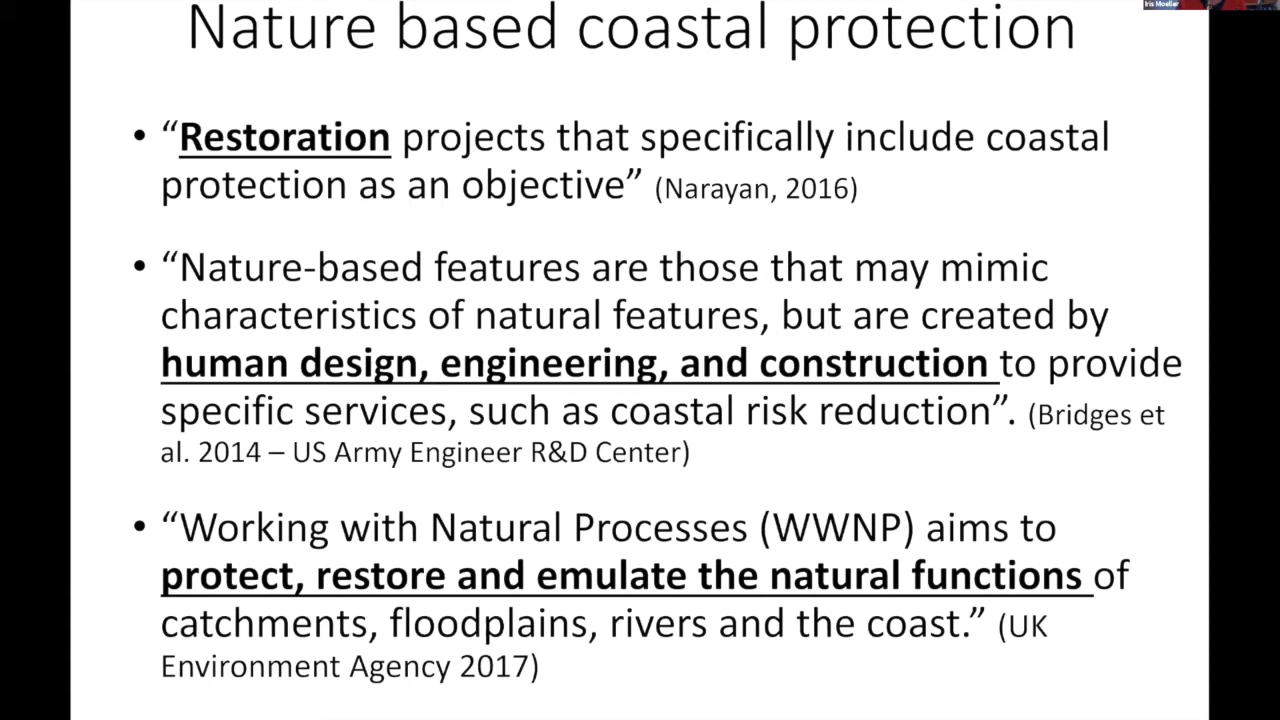 Iris Moeller
Nature based coastal protection
• “Restoration projects that specifically include coastal
protection as an objective” (Narayan, 2016)
• “Nature-based features are those that may mimic
characteristics of natural features, but are created by
human design, engineering, and construction to provide
specific services, such as coastal risk reduction”. (Bridges et
al. 2014 – US Army Engineer R&D Center)
• “Working with Natural Processes (WWNP) aims to
protect, restore and emulate the natural functions of
catchments, floodplains, rivers and the coast.” (UK
Environment Agency 2017)